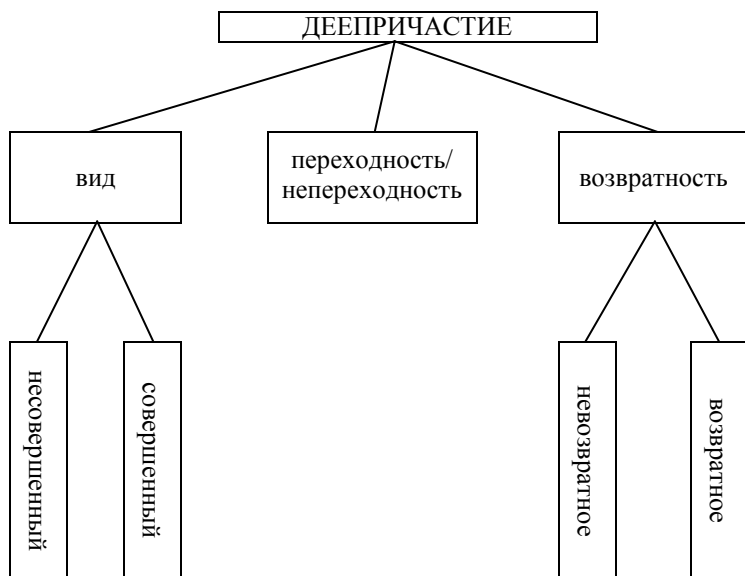 ДЕЕПРИЧАСТИЕ
вид
переходность/
непереходность
возвратность
несовершенный
совершенный
невозвратное
возвратное